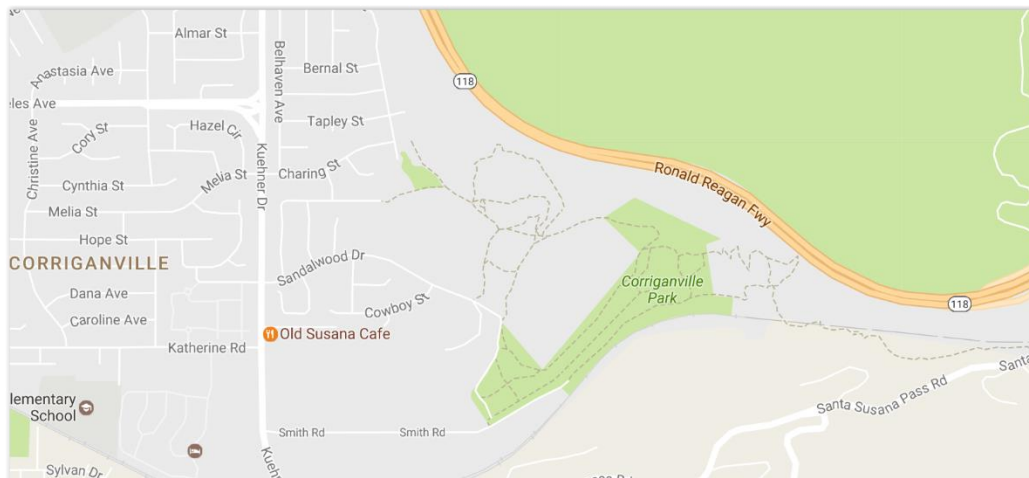 Almar St
Belhaven Ave
Bernal St
Anastasia Ave
118
eles Ave
Hazel Cir
Tapley St
Cory St
Christine Ave
Kuehner Dr
Charing St
Ronald Reagan Fwy
Cynthia St
Melia St
Melia St
Hope St
CORRIGANVILLE
Sandalwood Dr
Corriganville
Park
Dana Ave
Cowboy St
118
Caroline Ave
Old Susana Cafe
Katherine Rd
Santa
Santa Susana Pass Rd
lementary
School
Smith Rd
Smith Rd
Kueh
Sylvan Dr